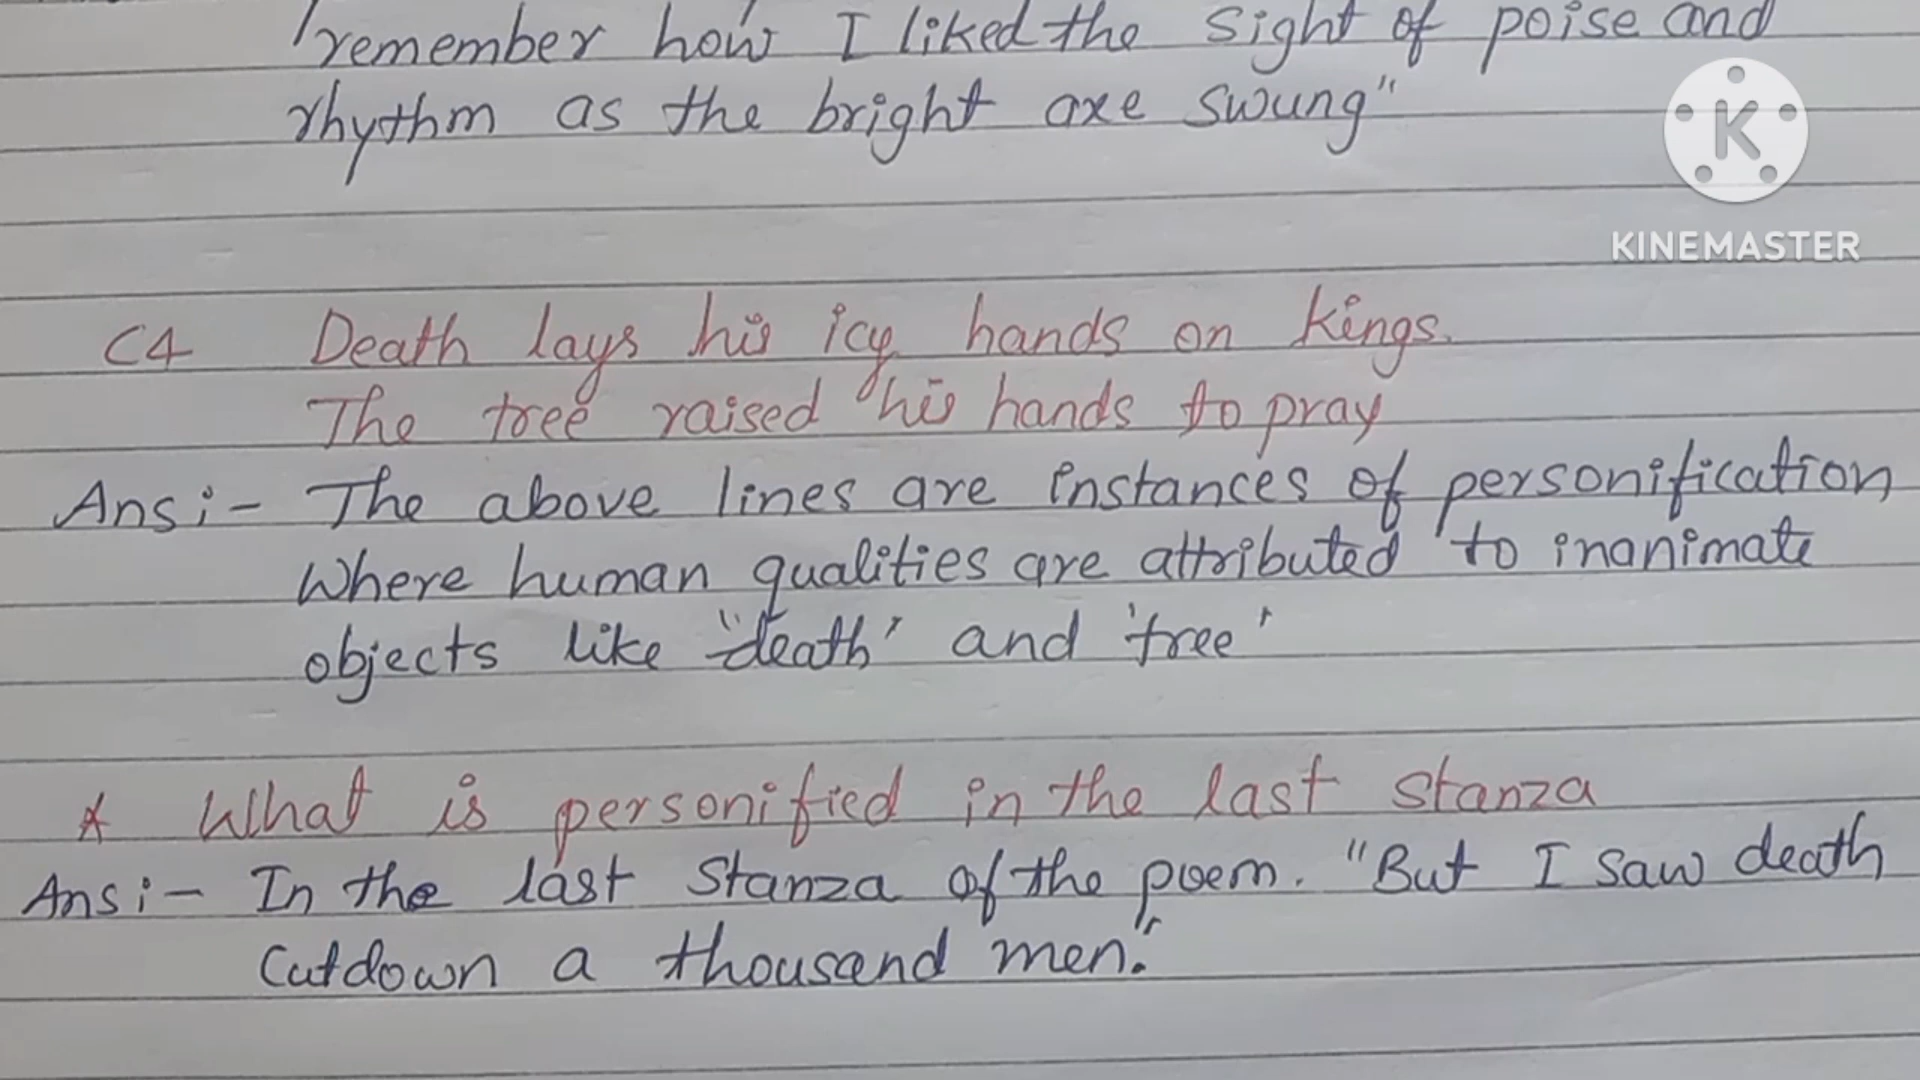 remember how I liked the sight of poise and
rhythm as the bright axe swung"
K
KINEMASTER
C4 Death lays his icy hands on kings.
The tree raised his hands to pray
Ans:- The above lines are instances of personification
Where human qualities are attributed to inanimate
objects like "death' and 'tree'
* What is personified in the last stanza
Ans:- In the last stanza of the poem. "But I saw death
cutdown a thousand men."